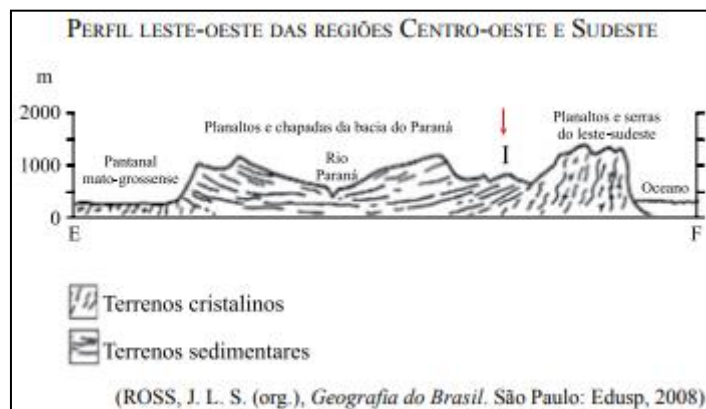 PERFIL LESTE-OESTE DAS REGIÕES CENTRO-OESTE E SUDESTE
m
2000
1000
0
Pantanal
mato-grossense
Planaltos e chapadas da bacia do Paraná
Rio
Paraná
I
Planaltos e serras
do leste-sudeste
Oceano
E
F
Terrenos cristalinos
Terrenos sedimentares
(ROSS, J. L. S. (org.), Geografia do Brasil. São Paulo: Edusp, 2008)